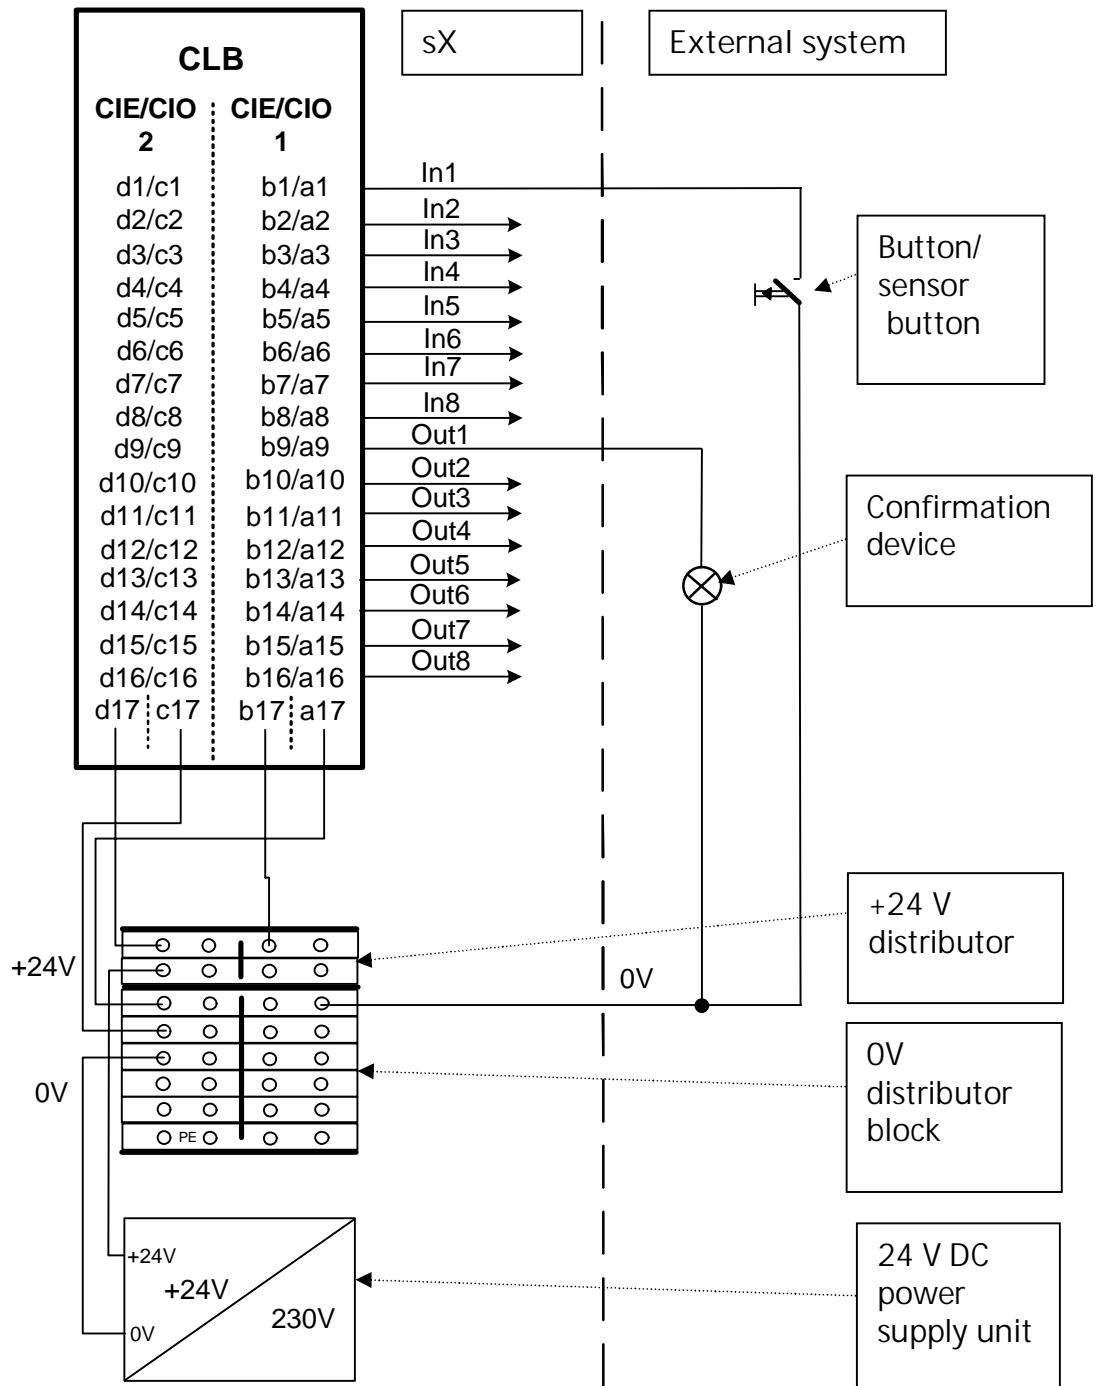 CLB
CIE/CIO 2
CIE/CIO 1
d1/c1
d2/c2
d3/c3
d4/c4
d5/c5
d6/c6
d7/c7
d8/c8
d9/c9
d10/c10
d11/c11
d12/c12
d13/c13
d14/c14
d15/c15
d16/c16
d17
c17
b1/a1
b2/a2
b3/a3
b4/a4
b5/a5
b6/a6
b7/a7
b8/a8
b9/a9
b10/a10
b11/a11
b12/a12
b13/a13
b14/a14
b15/a15
b16/a16
b17
a17
sX
In1
In2
In3
In4
In5
In6
In7
In8
Out1
Out2
Out3
Out4
Out5
Out6
Out7
Out8
External system
Button/
sensor
button
Confirmation
device
+24 V
distributor
0V
distributor
block
24 V DC
power
supply unit
+24V
0V
0V
PE
+24V
+24V
0V
230V